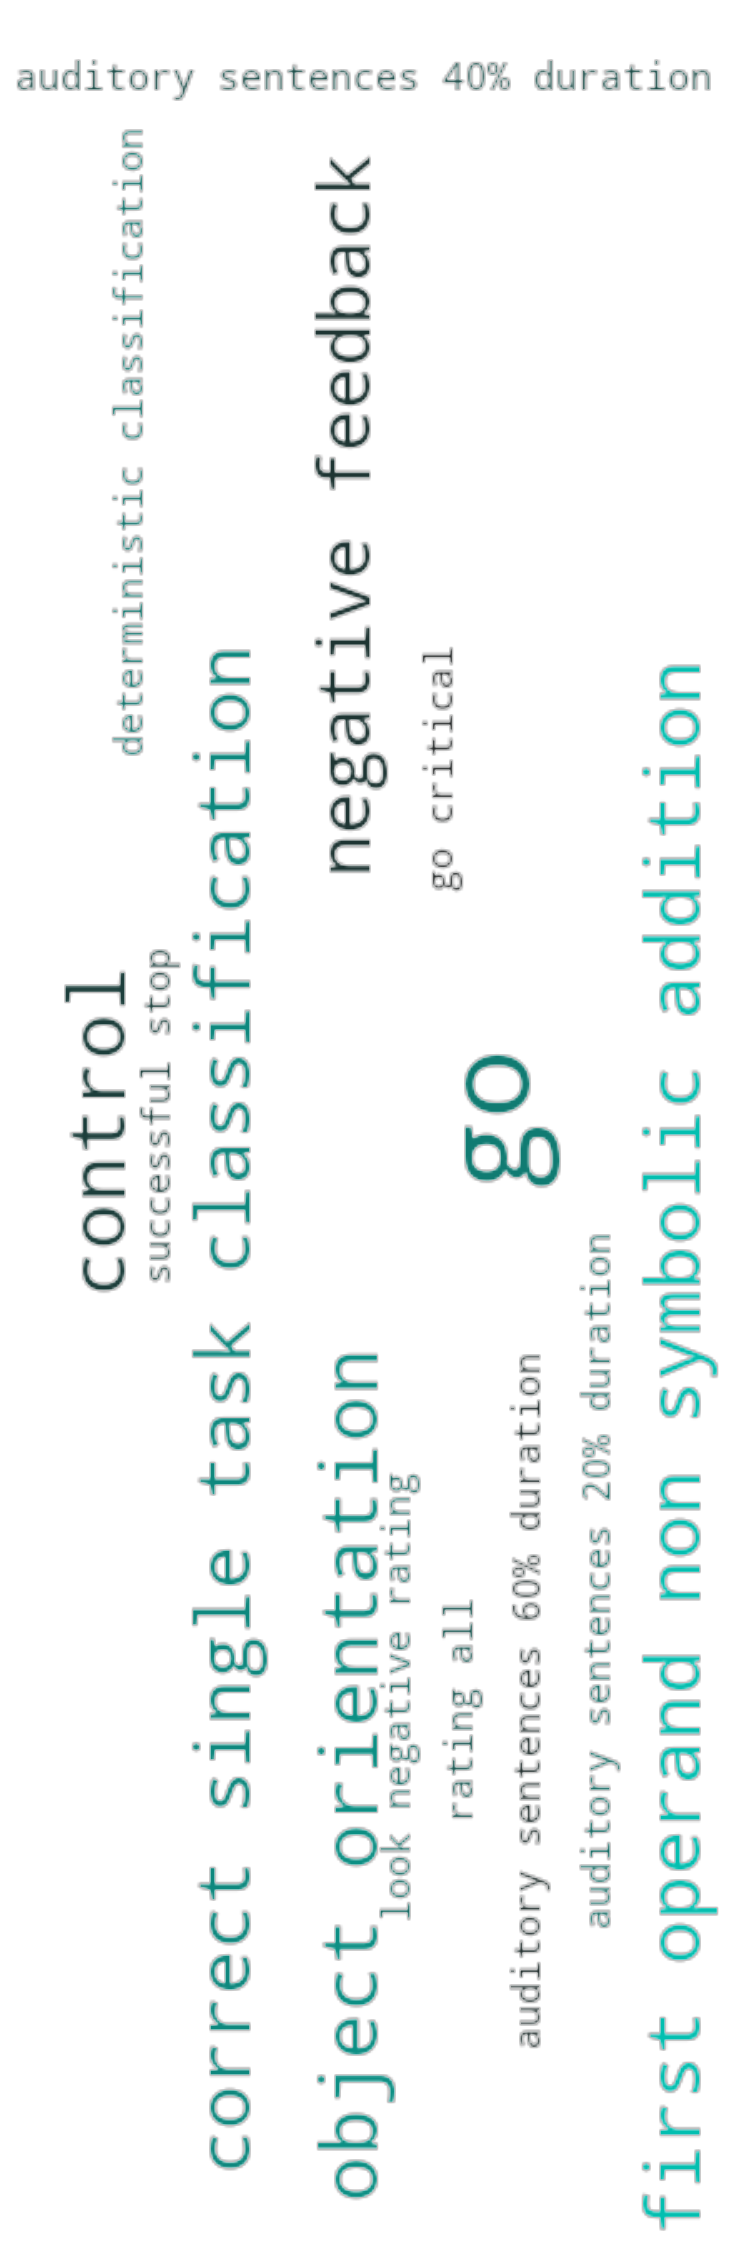 auditory sentences 40% duration
deterministic classification
negative feedback
correct single task classification
go critical
first operand non symbolic addition
control
successful stop
go
auditory sentences 20% duration
object orientation
auditory sentences 60% duration
look negative rating
rating all